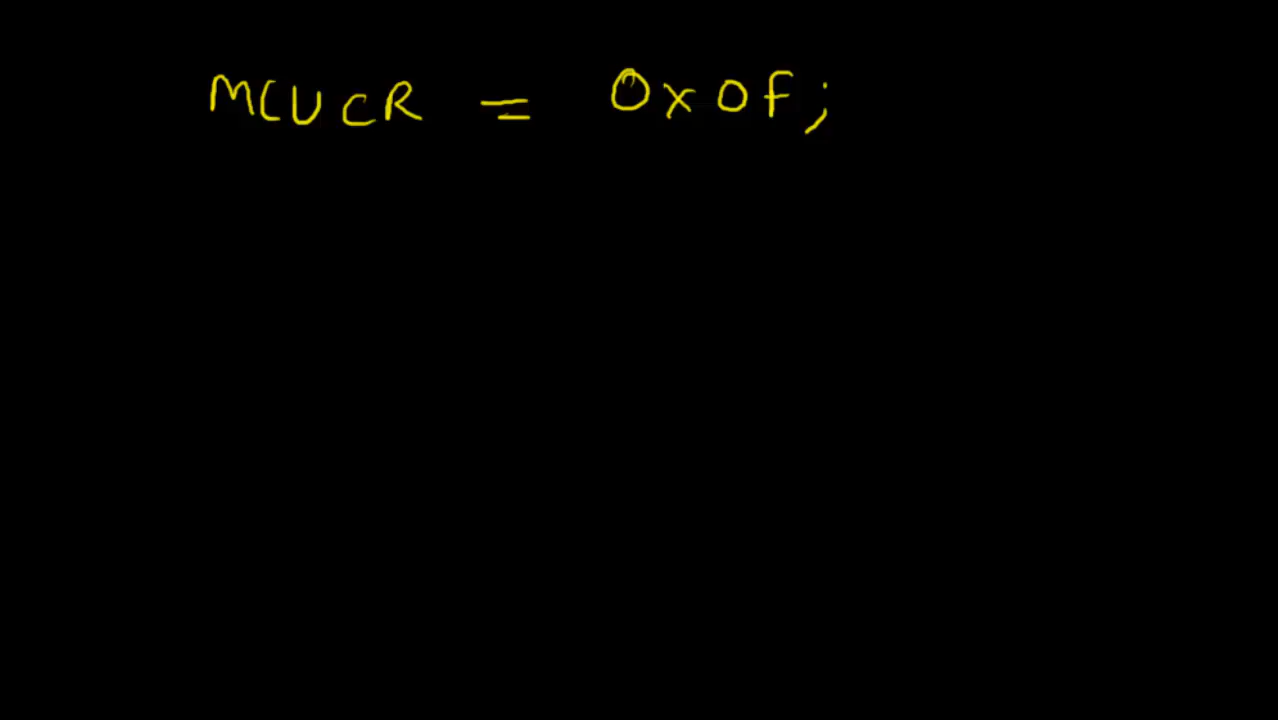 MCUCR = 0x0f;